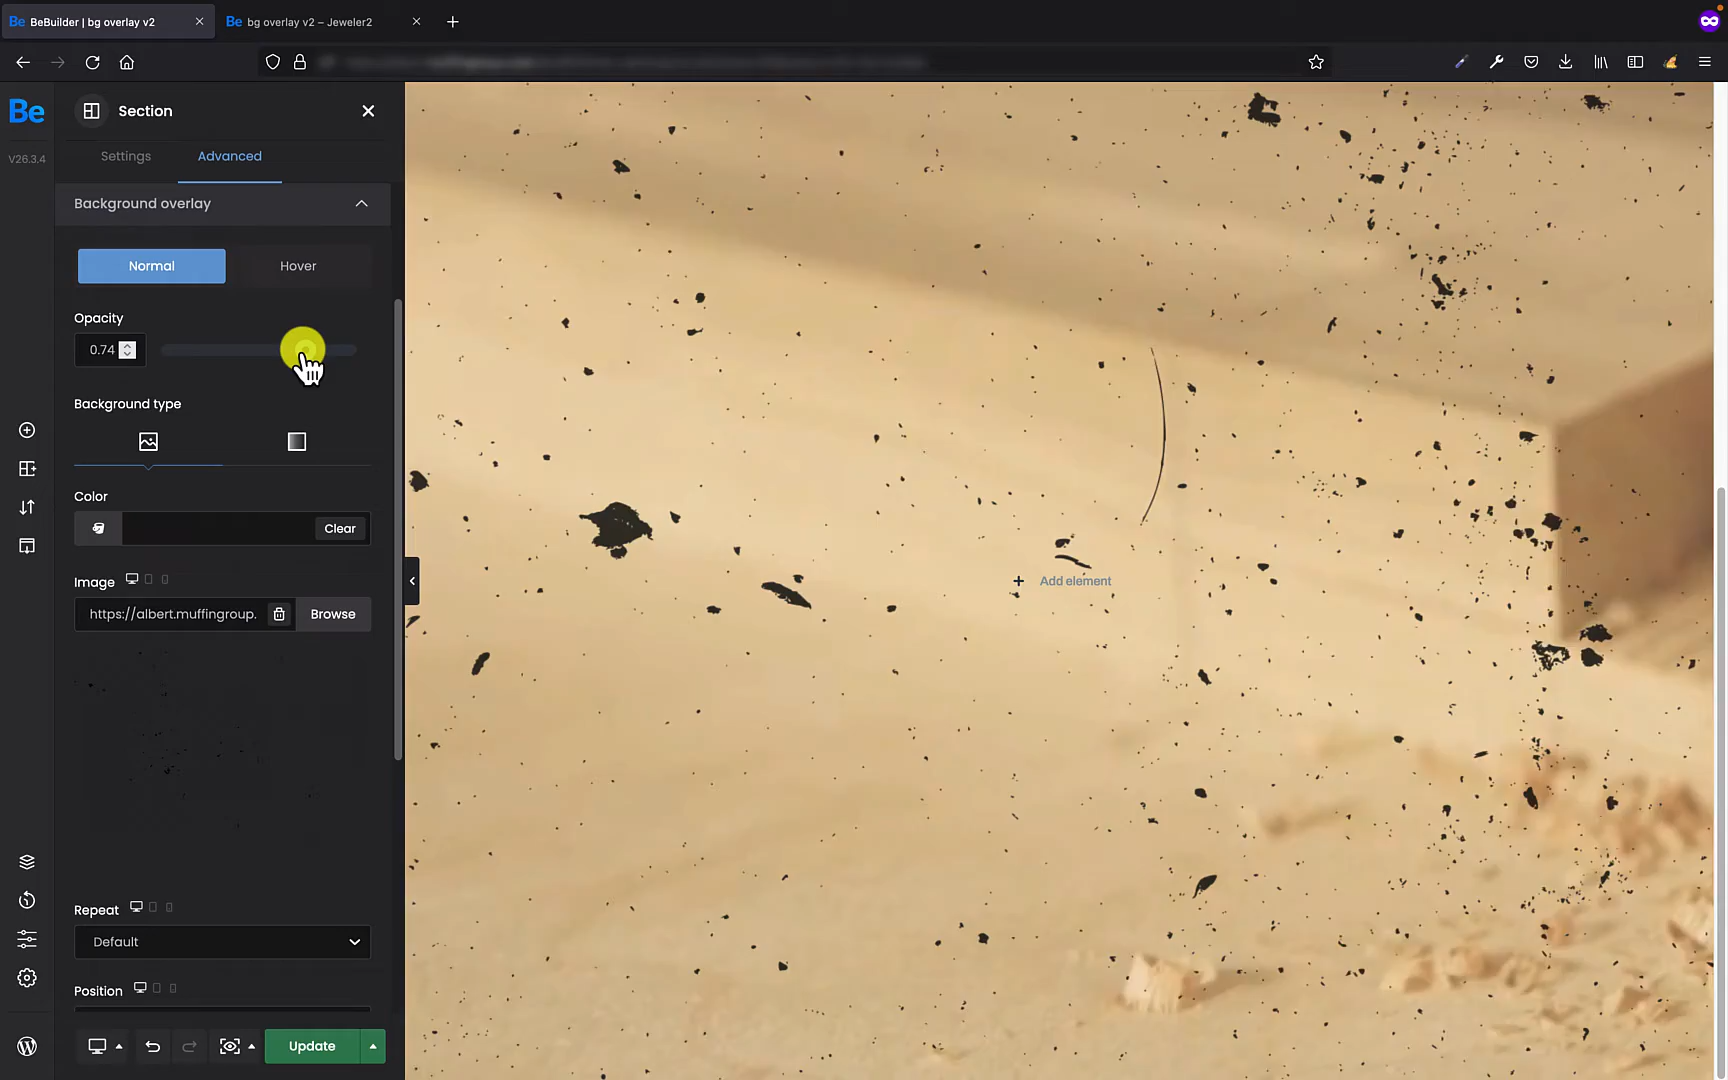 BeBuilder | bg overlay v2
Be bg overlay v2 – Jeweler2
Be
V26.3.4
Section
Settings
Advanced
Background overlay
Normal
Hover
Opacity
0.74
Background type
Color
Clear
Image
https://albert.muffingroup.
Browse
Add element
Repeat
Default
Position
Update